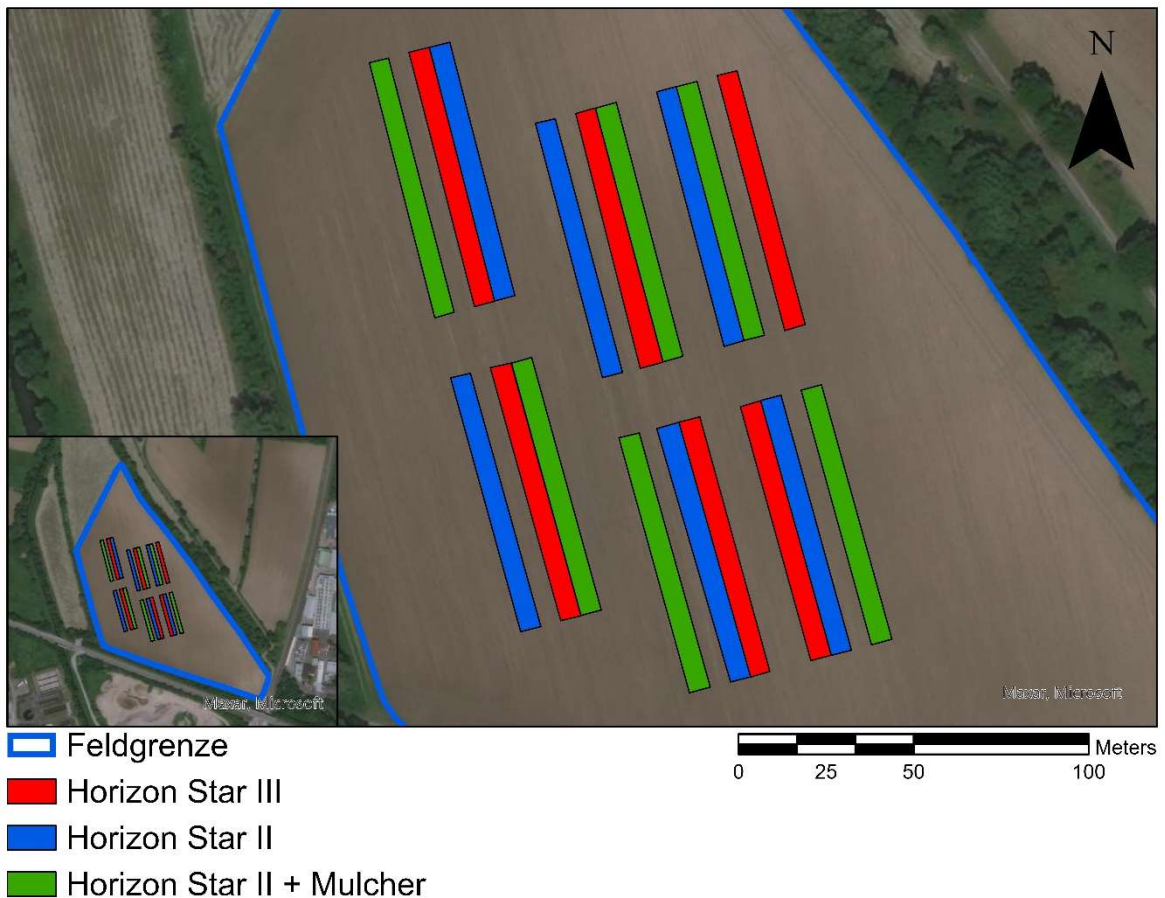 N
Maxar, Microsoft
Maxar, Microsoft
Feldgrenze
Meters
0 25 50 100
Horizon Star III
Horizon Star II
Horizon Star II + Mulcher